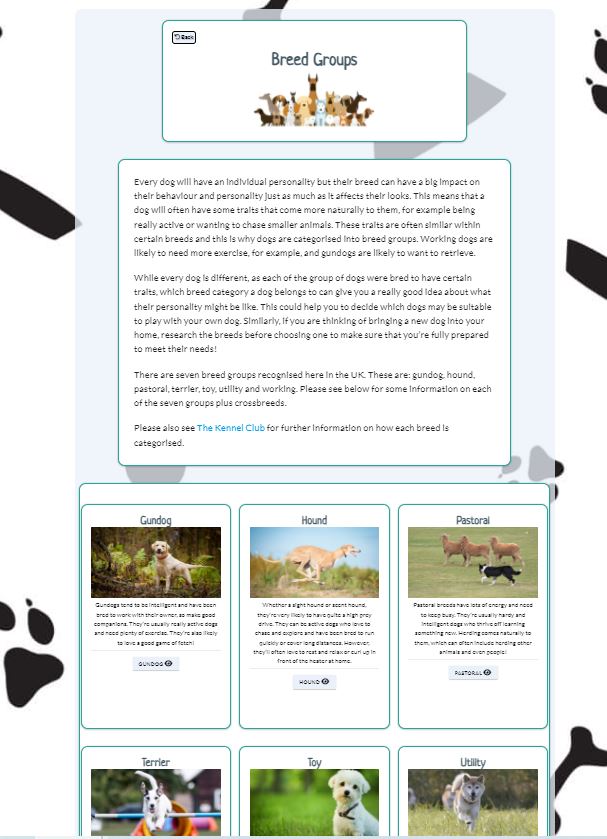 Back
Breed Groups
Every dog will have an individual personality but their breed can have a big impact on
their behaviour and personality just as much as it affects their looks. This means that a
dog will often have some traits that come more naturally to them, for example being
really active or wanting to chase smaller animals. These traits are often similar within
certain breeds and this is why dogs are categorised into breed groups. Working dogs are
likely to need more exercise, for example, and gundogs are likely to want to retrieve.
While every dog is different, as each of the group of dogs were bred to have certain
traits, which breed category a dog belongs to can give you a really good idea about what
their personality might be like. This could help you to decide which dogs may be suitable
to play with your own dog. Similarly, if you are thinking of bringing a new dog into your
home, research the breeds before choosing one to make sure that you're fully prepared
to meet their needs!
There are seven breed groups recognised here in the UK. These are: gundog, hound,
pastoral, terrier, toy, utility and working. Please see below for some information on each
of the seven groups plus crossbreeds.
Please also see The Kennel Club for further information on how each breed is
categorised.
Gundog
Gundogs tend to be intelligent and have been
bred to work with their owner, so make good
companions. They're usually really active dogs
and need plenty of exercise. They're also likely
to love a good game of fetch!
GUNDOG
Hound
Whether a sight hound or scent hound,
they're very likely to have quite a high prey
drive. They can be active dogs who love to
chase and explore and have been bred to run
quickly or cover long distances. However,
they'll often love to rest and relax or curl up in
front of the heater at home.
HOUND
Pastoral
Pastoral breeds have lots of energy and need
to keep busy. They're usually hardy and
intelligent dogs who thrive off learning
something new. Herding comes naturally to
them, which can often include herding other
animals and even people!
PASTORAL
Terrier
Toy
Utility